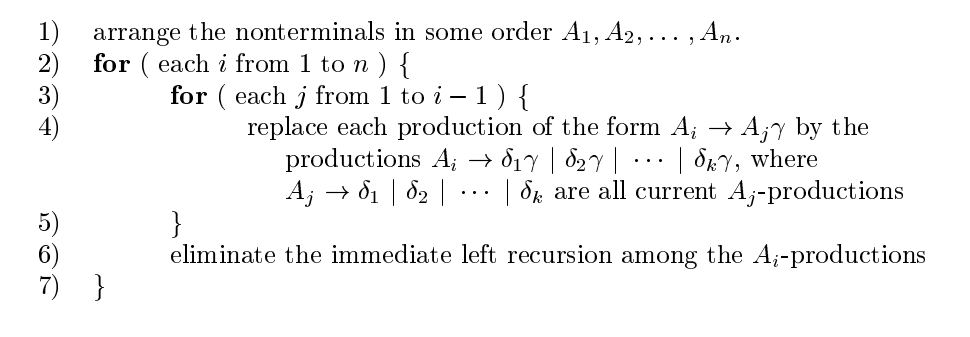 1) arrange the nonterminals in some order A₁, A₂, . . . , Aₙ.
2) for ( each i from 1 to n ) {
3) for ( each j from 1 to i − 1 ) {
4) replace each production of the form Aᵢ → Aⱼγ by the
productions Aᵢ → δ₁γ | δ₂γ | · · · | δₖγ, where
Aⱼ → δ₁ | δ₂ | · · · | δₖ are all current Aⱼ-productions
5) }
6) eliminate the immediate left recursion among the Aᵢ-productions
7) }